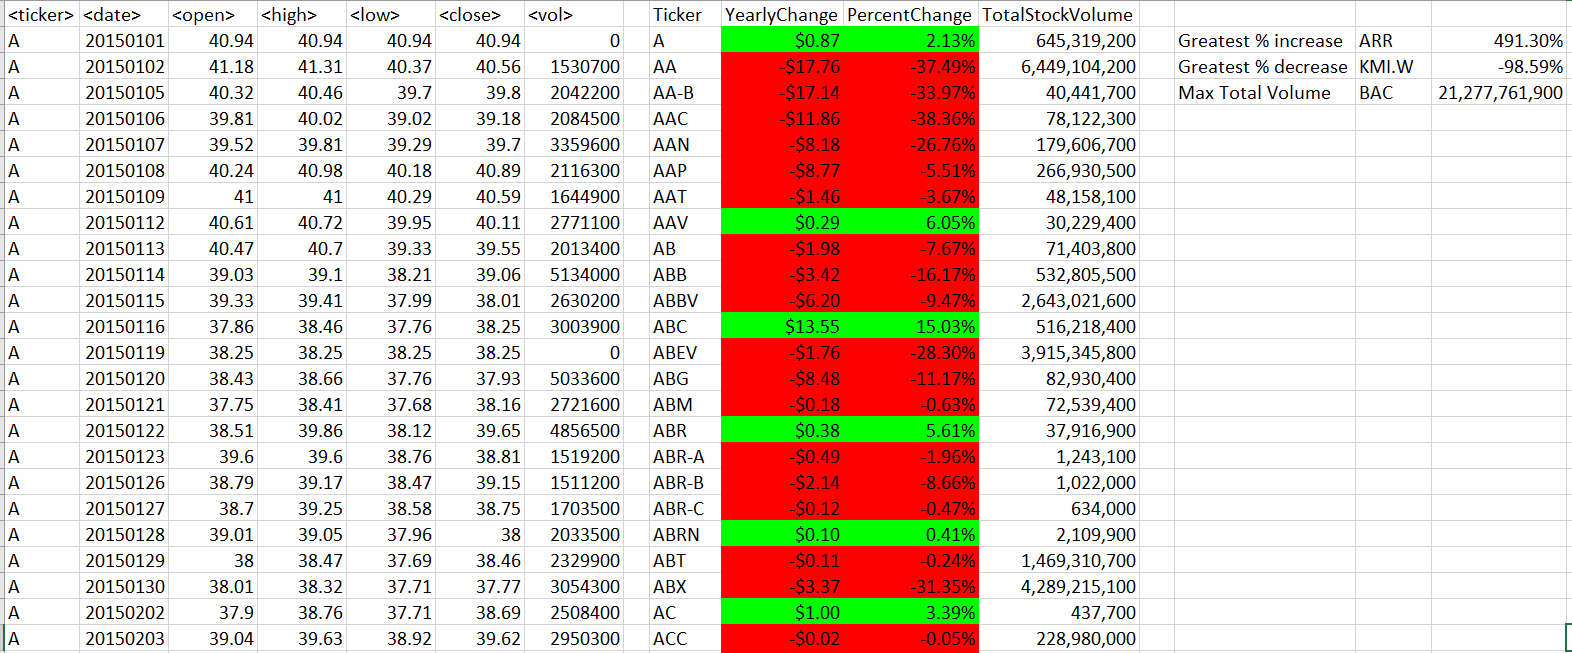 <ticker> <date> <open> <high> <low> <close> <vol> Ticker YearlyChange PercentChange TotalStockVolume
A 20150101 40.94 40.94 40.94 40.94 0 A $0.87 2.13% 645,319,200 Greatest % increase ARR 491.30%
A 20150102 41.18 41.31 40.37 40.56 1530700 AA -$17.76 -37.49% 6,449,104,200 Greatest % decrease KMI.W -98.59%
A 20150105 40.32 40.46 39.7 39.8 2042200 AA-B -$17.14 -33.97% 40,441,700 Max Total Volume BAC 21,277,761,900
A 20150106 39.81 40.02 39.02 39.18 2084500 AAC -$11.86 -38.36% 78,122,300
A 20150107 39.52 39.81 39.29 39.7 3359600 AAN -$8.18 -26.76% 179,606,700
A 20150108 40.24 40.98 40.18 40.89 2116300 AAP -$8.77 -5.51% 266,930,500
A 20150109 41 41 40.29 40.59 1644900 AAT -$1.46 -3.67% 48,158,100
A 20150112 40.61 40.72 39.95 40.11 2771100 AAV $0.29 6.05% 30,229,400
A 20150113 40.47 40.7 39.33 39.55 2013400 AB -$1.98 -7.67% 71,403,800
A 20150114 39.03 39.1 38.21 39.06 5134000 ABB -$3.42 -16.17% 532,805,500
A 20150115 39.33 39.41 37.99 38.01 2630200 ABBV -$6.20 -9.47% 2,643,021,600
A 20150116 37.86 38.46 37.76 38.25 3003900 ABC $13.55 15.03% 516,218,400
A 20150119 38.25 38.25 38.25 38.25 0 ABEV -$1.76 -28.30% 3,915,345,800
A 20150120 38.43 38.66 37.76 37.93 5033600 ABG -$8.48 -11.17% 82,930,400
A 20150121 37.75 38.41 37.68 38.16 2721600 ABM -$0.18 -0.63% 72,539,400
A 20150122 38.51 39.86 38.12 39.65 4856500 ABR $0.38 5.61% 37,916,900
A 20150123 39.6 39.6 38.76 38.81 1519200 ABR-A -$0.49 -1.96% 1,243,100
A 20150126 38.79 39.17 38.47 39.15 1511200 ABR-B -$2.14 -8.66% 1,022,000
A 20150127 38.7 39.25 38.58 38.75 1703500 ABR-C -$0.12 -0.47% 634,000
A 20150128 39.01 39.05 37.96 38 2033500 ABRN $0.10 0.41% 2,109,900
A 20150129 38 38.47 37.69 38.46 2329900 ABT -$0.11 -0.24% 1,469,310,700
A 20150130 38.01 38.32 37.71 37.77 3054300 ABX -$3.37 -31.35% 4,289,215,100
A 20150202 37.9 38.76 37.71 38.69 2508400 AC $1.00 3.39% 437,700
A 20150203 39.04 39.63 38.92 39.62 2950300 ACC -$0.02 -0.05% 228,980,000